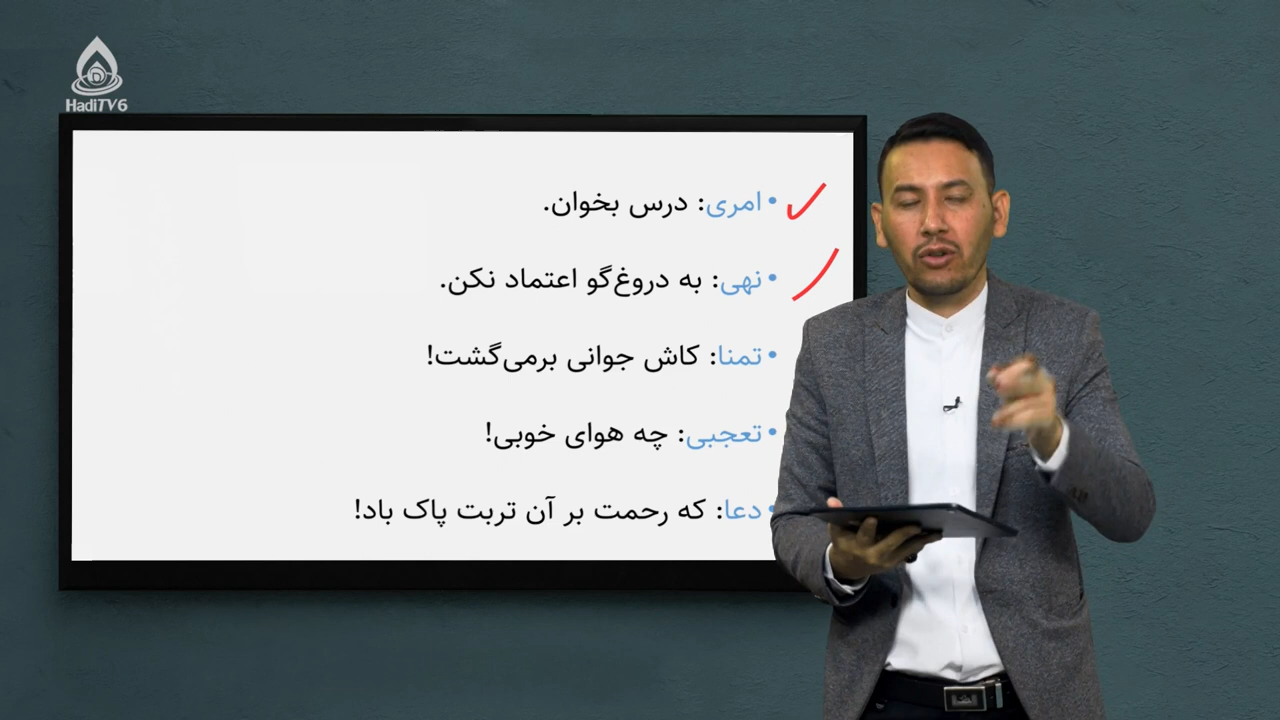 HadiTV6
• امری: درس بخوان.
• نهی: به دروغ‌گو اعتماد نکن.
• تمنا: کاش جوانی برمی‌گشت!
• تعجبی: چه هوای خوبی!
• دعا: که رحمت بر آن تربت پاک باد!